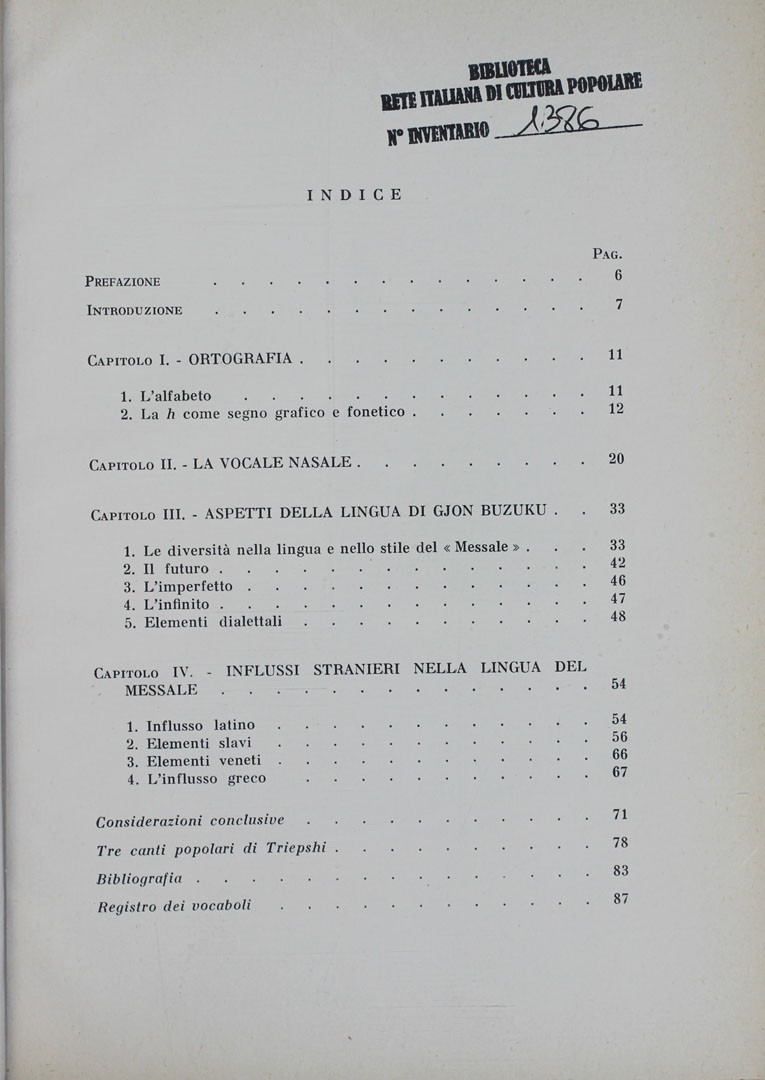 BIBLIOTECA
RETE ITALIANA DI CULTURA POPOLARE
N° INVENTARIO 1.386
INDICE
PAG.
PREFAZIONE . . . . . . . . . . . . . . 6
INTRODUZIONE . . . . . . . . . . . . . . 7
CAPITOLO I. - ORTOGRAFIA . . . . . . . . . . . 11
1. L'alfabeto . . . . . . . . . . . . . 11
2. La h come segno grafico e fonetico . . . . . . . 12
CAPITOLO II. - LA VOCALE NASALE . . . . . . . . . 20
CAPITOLO III. - ASPETTI DELLA LINGUA DI GJON BUZUKU . . 33
1. Le diversità nella lingua e nello stile del « Messale » . . . 33
2. Il futuro . . . . . . . . . . . . . . 42
3. L'imperfetto . . . . . . . . . . . . . 46
4. L'infinito . . . . . . . . . . . . . . 47
5. Elementi dialettali . . . . . . . . . . . 48
CAPITOLO IV. - INFLUSSI STRANIERI NELLA LINGUA DEL
MESSALE . . . . . . . . . . . . . . 54
1. Influsso latino . . . . . . . . . . . . 54
2. Elementi slavi . . . . . . . . . . . . 56
3. Elementi veneti . . . . . . . . . . . . 66
4. L'influsso greco . . . . . . . . . . . 67
Considerazioni conclusive . . . . . . . . . . . 71
Tre canti popolari di Triepshi . . . . . . . . . . 78
Bibliografia . . . . . . . . . . . . . . . 83
Registro dei vocaboli . . . . . . . . . . . . 87